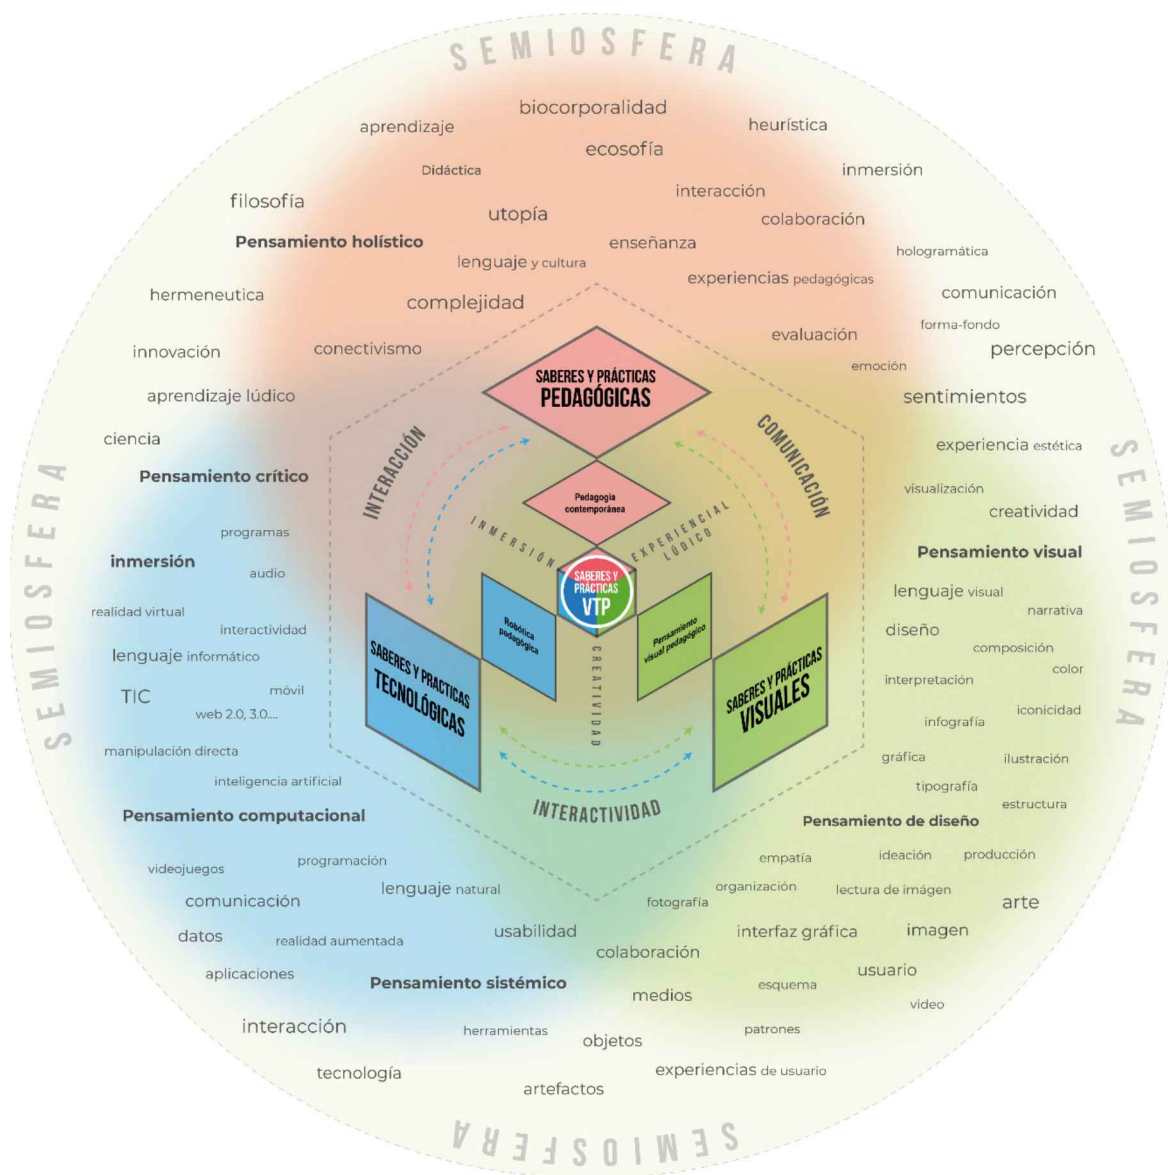 SEMIOSFERA
biocorporalidad
aprendizaje
heurística
ecosofía
Didáctica
inmersión
interacción
filosofía
utopía
colaboración
Pensamiento holístico
enseñanza
hologramática
lenguaje y cultura
experiencias pedagógicas
hermeneutica
comunicación
complejidad
forma-fondo
evaluación
innovación
conectivismo
percepción
emoción
SABERES Y PRÁCTICAS
PEDAGÓGICAS
aprendizaje lúdico
sentimientos
ciencia
INTERACCIÓN
COMUNICACIÓN
experiencia estética
SEMIOSFERA
SEMIOSFERA
Pensamiento crítico
visualización
Pedagogía
contemporánea
creatividad
programas
INMERSIÓN
EXPERIENCIAL
LÚDICO
Pensamiento visual
inmersión
audio
SABERES Y
PRÁCTICAS
VTP
lenguaje visual
realidad virtual
narrativa
interactividad
Robótica
pedagógica
Pensamiento
visual pedagógico
diseño
composición
lenguaje informático
SABERES Y PRACTICAS
TECNOLÓGICAS
CREATIVIDAD
SABERES Y PRÁCTICAS
VISUALES
color
interpretación
TIC
móvil
web 2.0, 3.0....
iconicidad
infografía
manipulación directa
gráfica
ilustración
inteligencia artificial
tipografía
estructura
INTERACTIVIDAD
Pensamiento computacional
Pensamiento de diseño
videojuegos
programación
empatía
ideación
producción
lenguaje natural
organización
lectura de imágen
comunicación
fotografía
arte
datos
realidad aumentada
usabilidad
interfaz gráfica
imagen
colaboración
aplicaciones
usuario
Pensamiento sistémico
medios
esquema
video
interacción
herramientas
objetos
patrones
tecnología
experiencias de usuario
artefactos
SEMIOSFERA